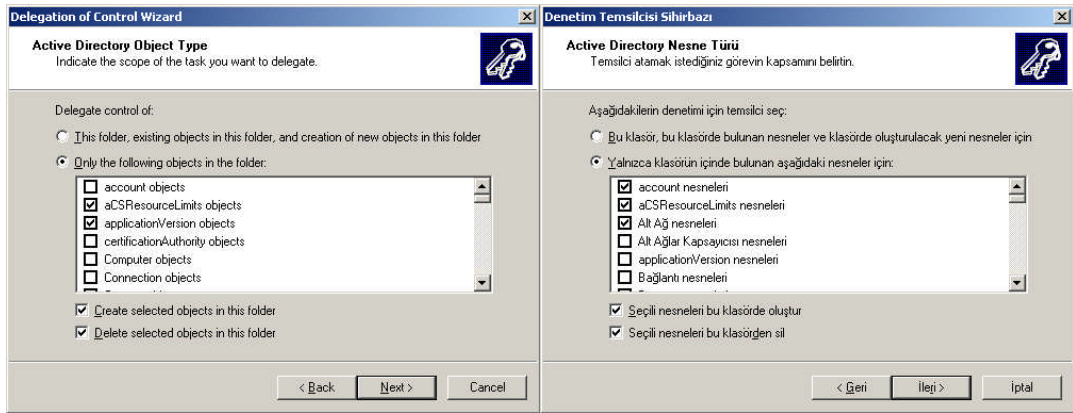 Delegation of Control Wizard
Active Directory Object Type
Indicate the scope of the task you want to delegate.
Delegate control of:
This folder, existing objects in this folder, and creation of new objects in this folder
Only the following objects in the folder:
account objects
aCSResourceLimits objects
applicationVersion objects
certificationAuthority objects
Computer objects
Connection objects
Create selected objects in this folder
Delete selected objects in this folder
< Back
Next >
Cancel
Denetim Temsilcisi Sihirbazı
Active Directory Nesne Türü
Temsilci atamak istediğiniz görevin kapsamını belirtin.
Aşağıdakilerin denetimi için temsilci seç:
Bu klasör, bu klasörde bulunan nesneler ve klasörde oluşturulacak yeni nesneler için
Yalnızca klasörün içinde bulunan aşağıdaki nesneler için:
account nesneleri
aCSResourceLimits nesneleri
Alt Ağ nesneleri
Alt Ağlar Kapsayıcısı nesneleri
applicationVersion nesneleri
Bağlantı nesneleri
Seçili nesneleri bu klasörde oluştur
Seçili nesneleri bu klasörden sil
< Geri
İleri >
İptal